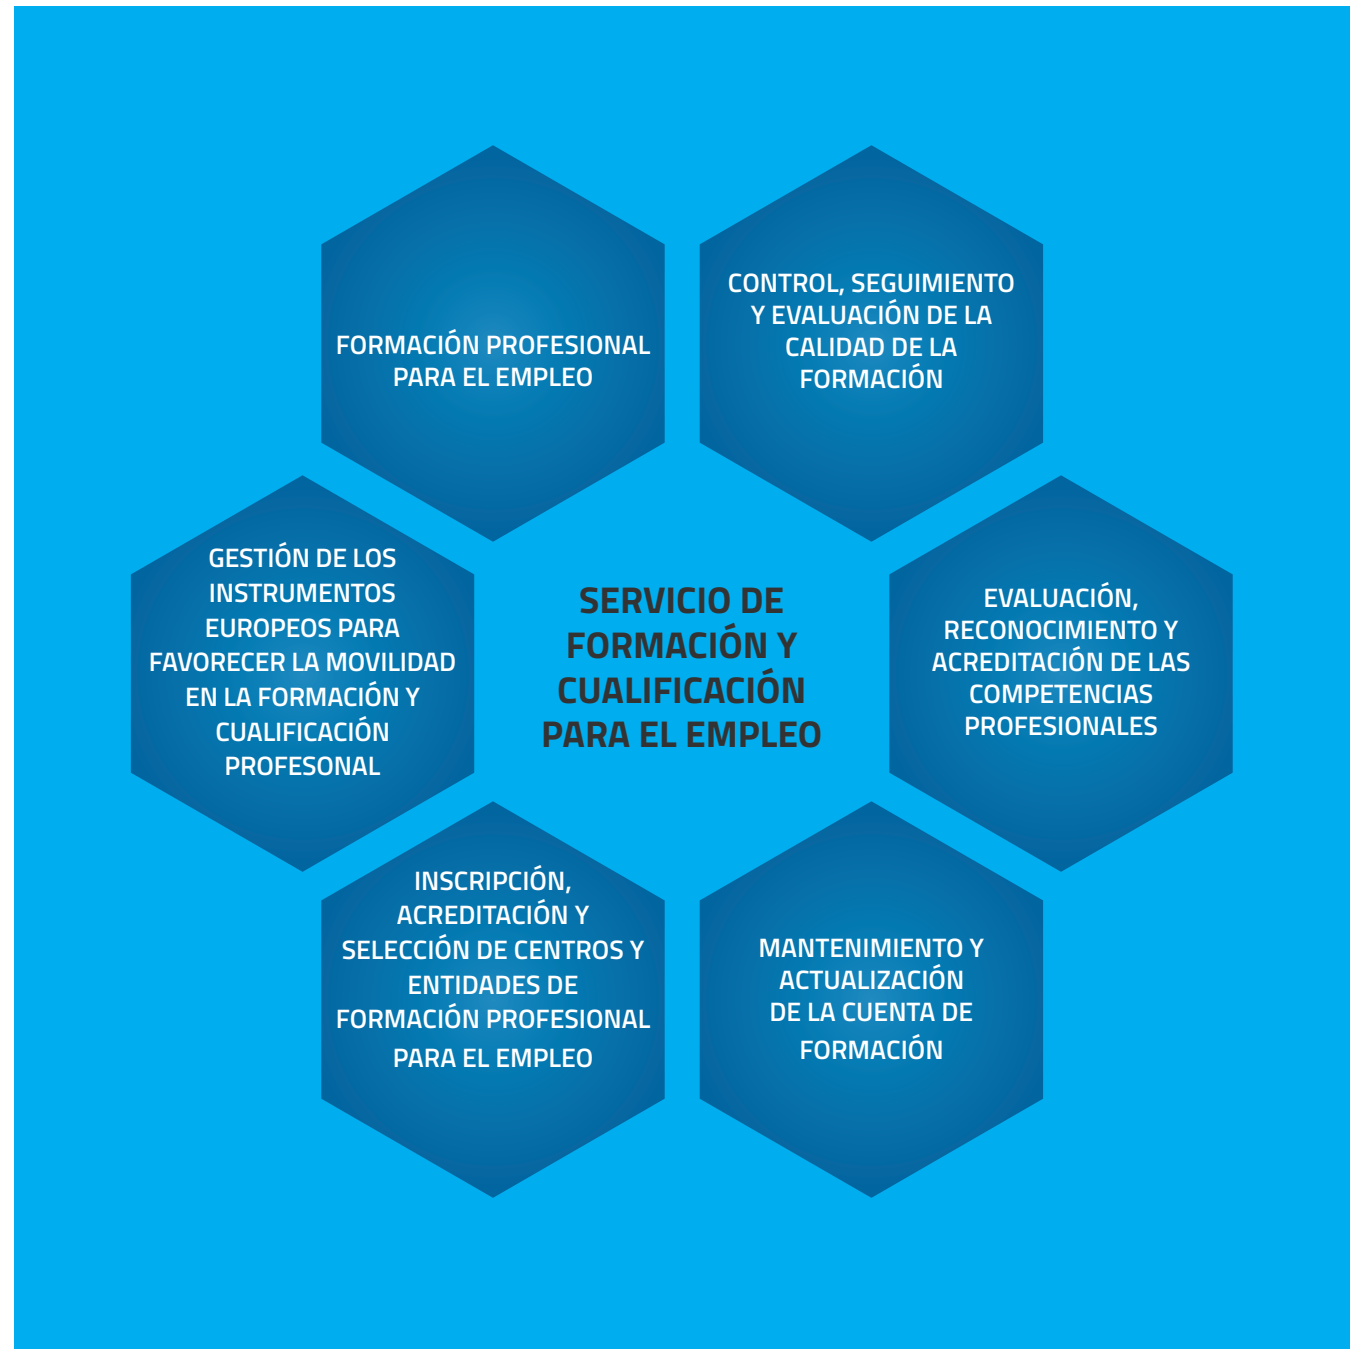 FORMACIÓN PROFESIONAL
PARA EL EMPLEO
CONTROL, SEGUIMIENTO
Y EVALUACIÓN DE LA
CALIDAD DE LA
FORMACIÓN
GESTIÓN DE LOS
INSTRUMENTOS
EUROPEOS PARA
FAVORECER LA MOVILIDAD
EN LA FORMACIÓN Y
CUALIFICACIÓN
PROFESONAL
SERVICIO DE
FORMACIÓN Y
CUALIFICACIÓN
PARA EL EMPLEO
EVALUACIÓN,
RECONOCIMIENTO Y
ACREDITACIÓN DE LAS
COMPETENCIAS
PROFESIONALES
INSCRIPCIÓN,
ACREDITACIÓN Y
SELECCIÓN DE CENTROS Y
ENTIDADES DE
FORMACIÓN PROFESIONAL
PARA EL EMPLEO
MANTENIMIENTO Y
ACTUALIZACIÓN
DE LA CUENTA DE
FORMACIÓN